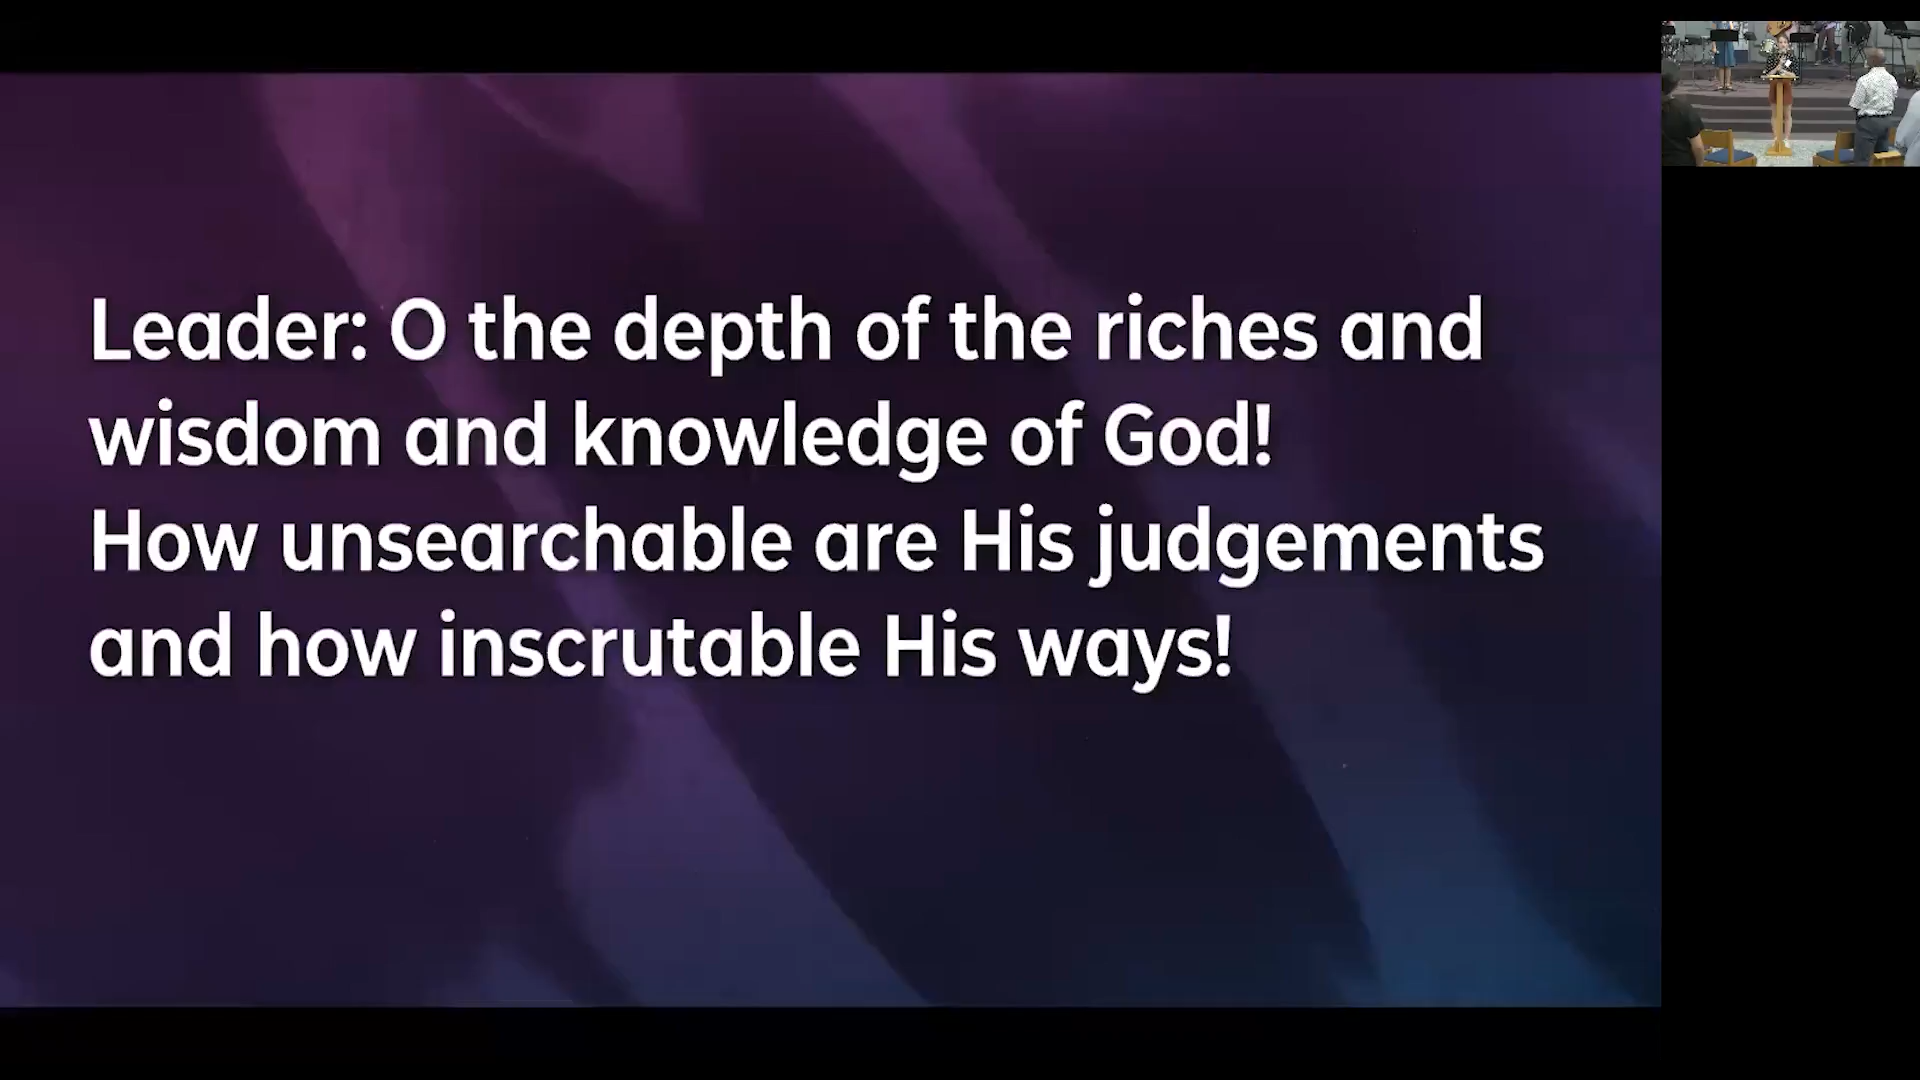 Leader: O the depth of the riches and
wisdom and knowledge of God!
How unsearchable are His judgements
and how inscrutable His ways!